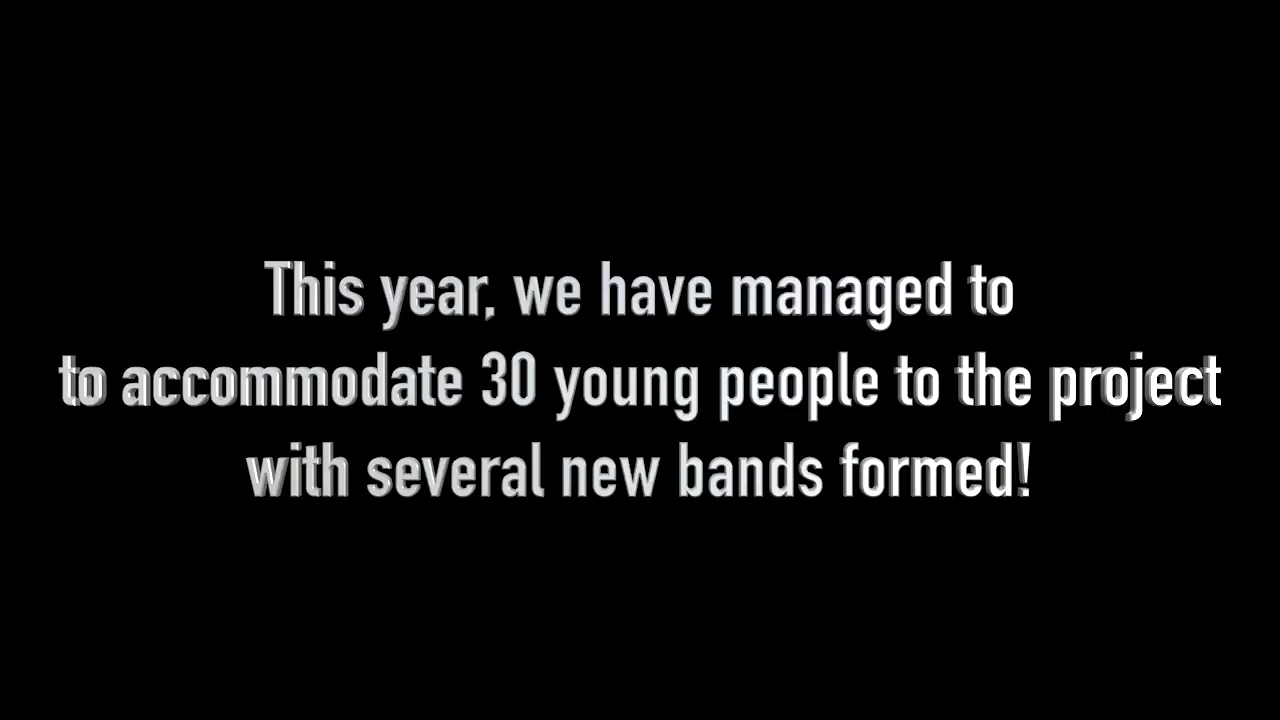 This year, we have managed to
to accommodate 30 young people to the project
with several new bands formed!